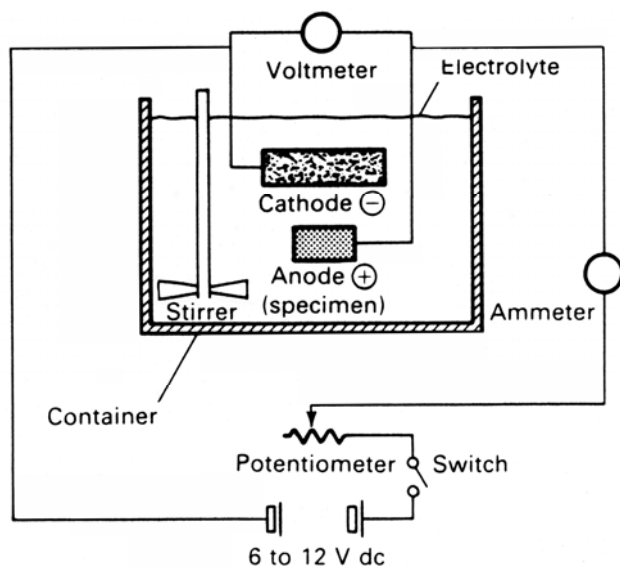 Voltmeter
Electrolyte
Cathode ⊖
Anode ⊕
(specimen)
Stirrer
Ammeter
Container
Potentiometer
Switch
6 to 12 V dc